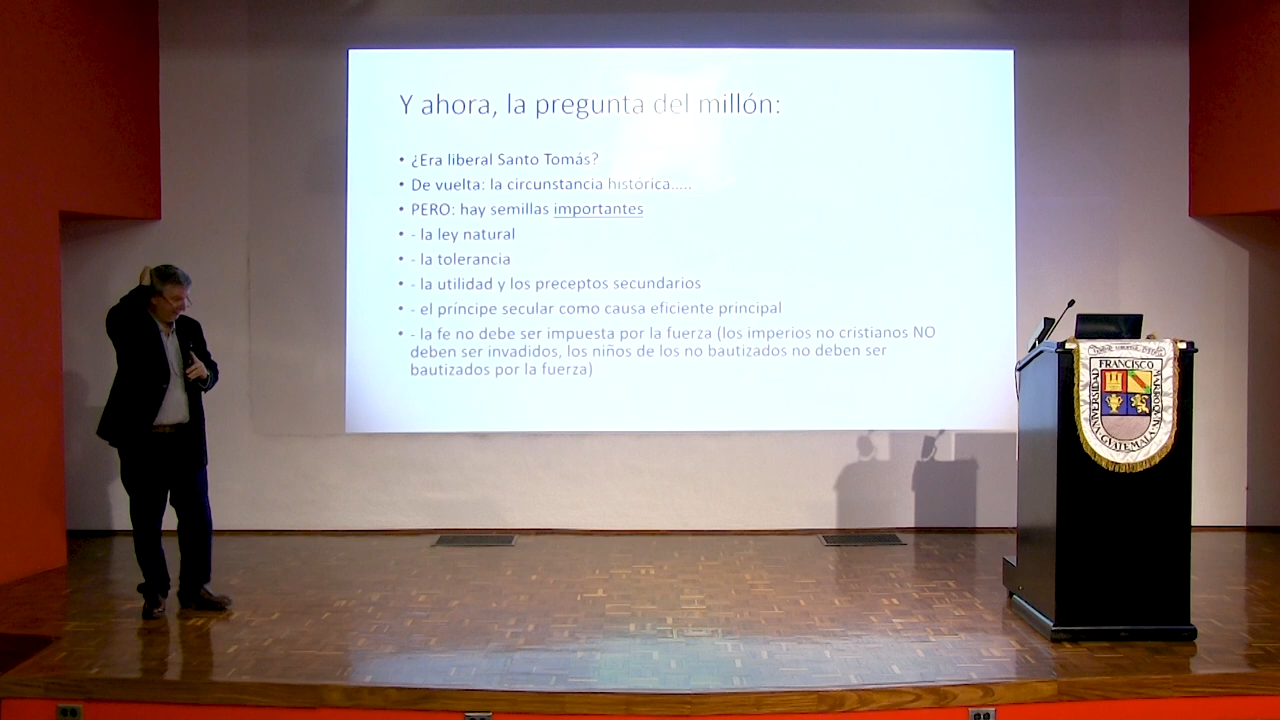 Y ahora, la pregunta del millón:
• ¿Era liberal Santo Tomás?
• De vuelta: la circunstancia histórica.....
• PERO: hay semillas importantes
• - la ley natural
• - la tolerancia
• - la utilidad y los preceptos secundarios
• - el príncipe secular como causa eficiente principal
• - la fe no debe ser impuesta por la fuerza (los imperios no cristianos NO
deben ser invadidos, los niños de los no bautizados no deben ser
bautizados por la fuerza)
FRANCISCO
UNIVERSIDAD
MARROQUIN
GVATEMALA